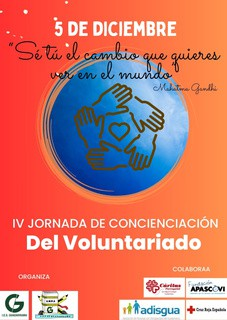 5 DE DICIEMBRE
"Sé tú el cambio que quieres
ver en el mundo"
Mahatma Gandhi
IV JORNADA DE CONCIENCIACIÓN
Del Voluntariado
ORGANIZA
COLABORAA
G
Cáritas
Fundación
APASCOVI
adisgua
Cruz Roja Española